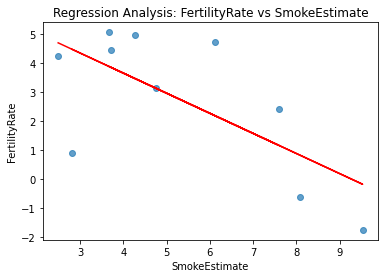 Regression Analysis: FertilityRate vs SmokeEstimate
5
4
3
2
1
0
−1
−2
FertilityRate
3 4 5 6 7 8 9
SmokeEstimate